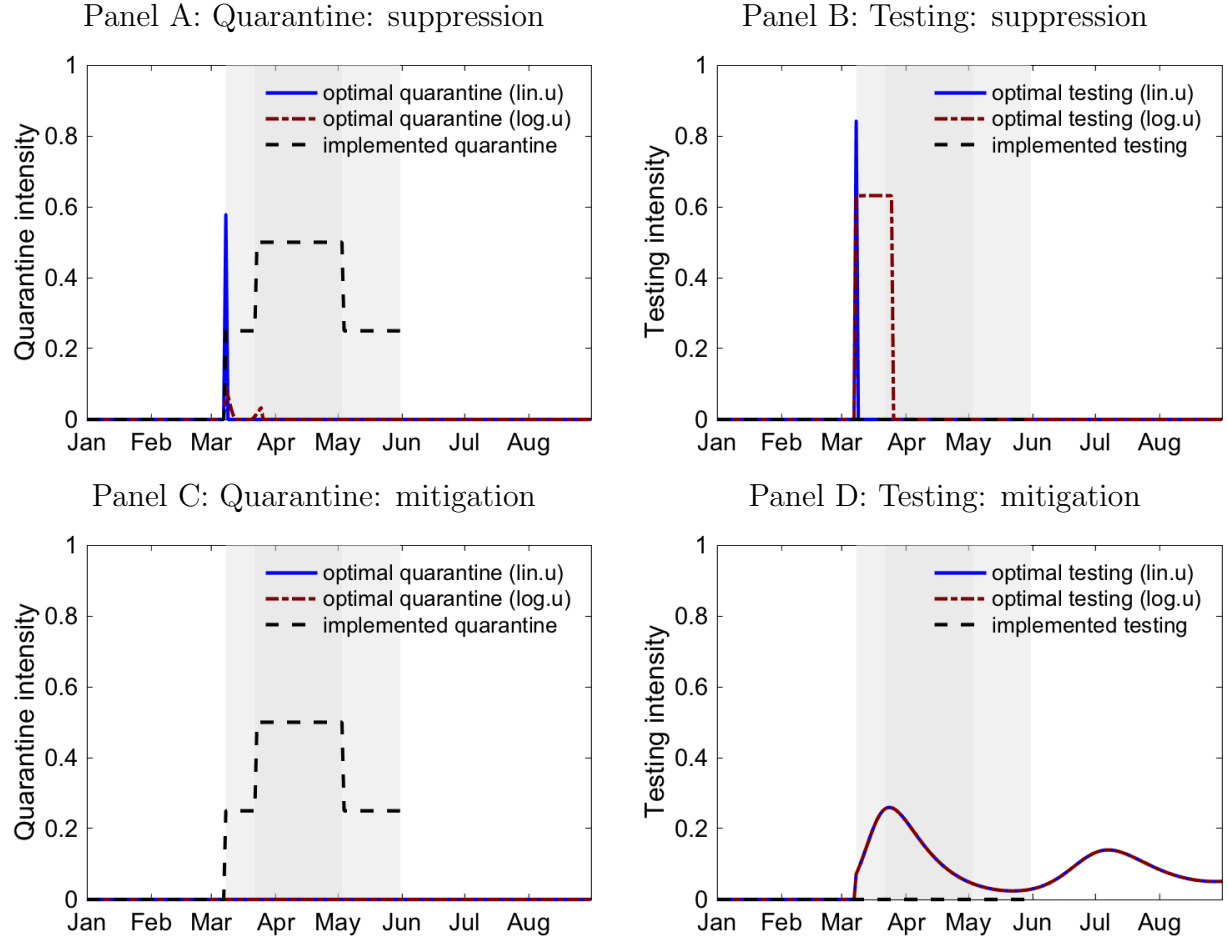 Panel A: Quarantine: suppression
1
0.8
0.6
0.4
0.2
0
Quarantine intensity
optimal quarantine (lin.u)
optimal quarantine (log.u)
implemented quarantine
Jan Feb Mar Apr May Jun Jul Aug
Panel B: Testing: suppression
1
0.8
0.6
0.4
0.2
0
Testing intensity
optimal testing (lin.u)
optimal testing (log.u)
implemented testing
Jan Feb Mar Apr May Jun Jul Aug
Panel C: Quarantine: mitigation
1
0.8
0.6
0.4
0.2
0
Quarantine intensity
optimal quarantine (lin.u)
optimal quarantine (log.u)
implemented quarantine
Jan Feb Mar Apr May Jun Jul Aug
Panel D: Testing: mitigation
1
0.8
0.6
0.4
0.2
0
Testing intensity
optimal testing (lin.u)
optimal testing (log.u)
implemented testing
Jan Feb Mar Apr May Jun Jul Aug